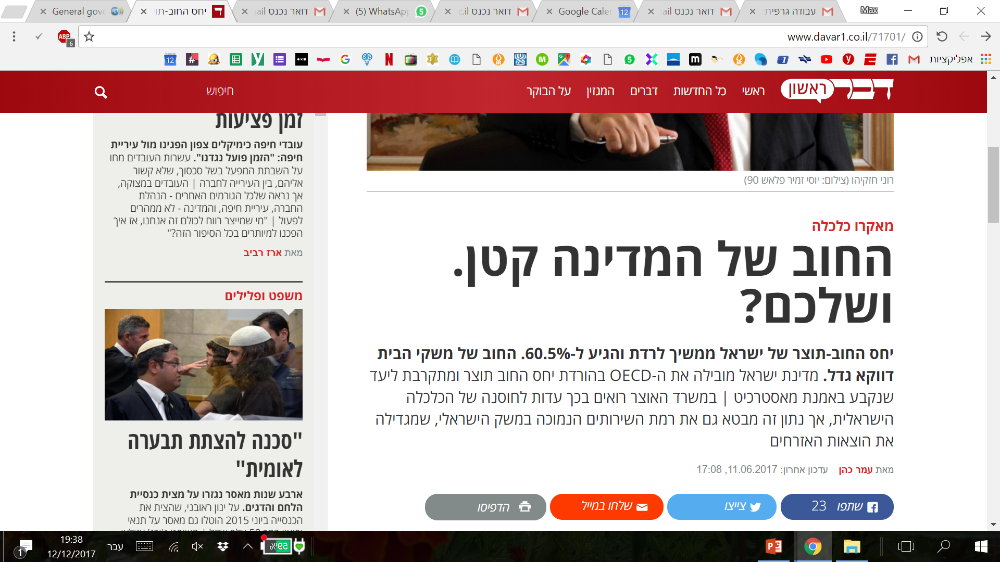 General gove
יחס החוב-תו
דואר נכנס ail
(5) WhatsApp
דואר נכנס c.il
Google Caler
דואר נכנס ail
עבודה גרפית
Max
www.davar1.co.il/71701/
אפליקציות
דבר ראשון
ראשי
כל החדשות
דברים
המגזין
על הבוקר
חיפוש
רוני חזקיהו (צילום: יוסי זמיר פלאש 90)
מאקרו כלכלה
החוב של המדינה קטן.
ושלכם?
יחס החוב-תוצר של ישראל ממשיך לרדת והגיע ל-60.5%. החוב של משקי הבית
דווקא גדל. מדינת ישראל מובילה את ה-OECD בהורדת יחס החוב תוצר ומתקרבת ליעד
שנקבע באמנת מאסטרכיט | במשרד האוצר רואים בכך עדות לחוסנה של הכלכלה
הישראלית, אך נתון זה מבטא גם את רמת השירותים הנמוכה במשק הישראלי, שמגדילה
את הוצאות האזרחים
מאת עמר כהן עדכון אחרון: 11.06.2017, 17:08
שתפו 23
צייצו
שלחו במייל
הדפיסו
זמן פציעות
עובדי חיפה כימיקלים צפון הפגינו מול עיריית
חיפה: "הזמן פועל נגדנו". עשרות העובדים מחו
על השבתת המפעל בשל סכסוך, שלא קשור
אליהם, בין העירייה לחברה | העובדים במצוקה,
אך נראה שלכל הגורמים האחרים - הנהלת
החברה, עיריית חיפה, והמדינה - לא ממהרים
לפעול | "מי שמייצר רווח לכולם זה אנחנו, אז איך
הפכנו למיותרים בכל הסיפור הזה?"
מאת ארז רביב
משפט ופלילים
"סכנה להצתת תבערה
לאומית"
ארבע שנות מאסר נגזרו על מצית כנסיית
הלחם והדגים. על ינון ראובני, שהצית את
הכנסייה ביוני 2015 הוטלו גם מאסר על תנאי
19:38
12/12/2017
עבר
59%
1